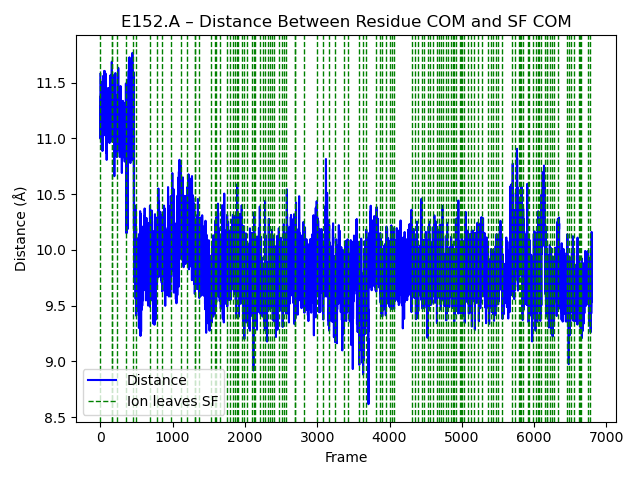 E152.A – Distance Between Residue COM and SF COM
Distance (Å)
11.5
11.0
10.5
10.0
9.5
9.0
8.5
Distance
Ion leaves SF
0 1000 2000 3000 4000 5000 6000 7000
Frame